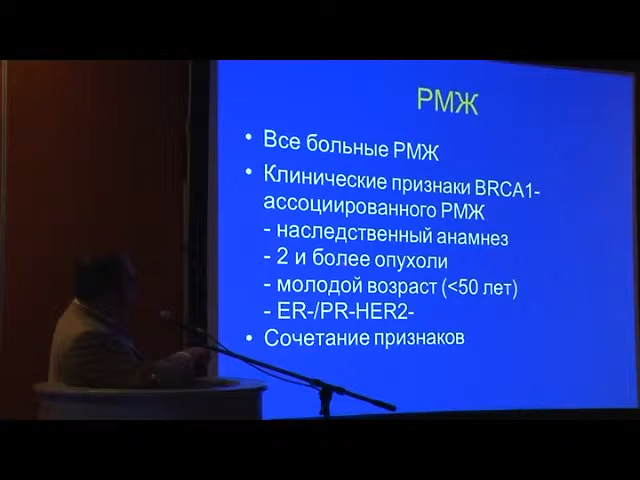 РМЖ
• Все больные РМЖ
• Клинические признаки BRCA1-
ассоциированного РМЖ
- наследственный анамнез
- 2 и более опухоли
- молодой возраст (<50 лет)
- ER-/PR-HER2-
• Сочетание признаков